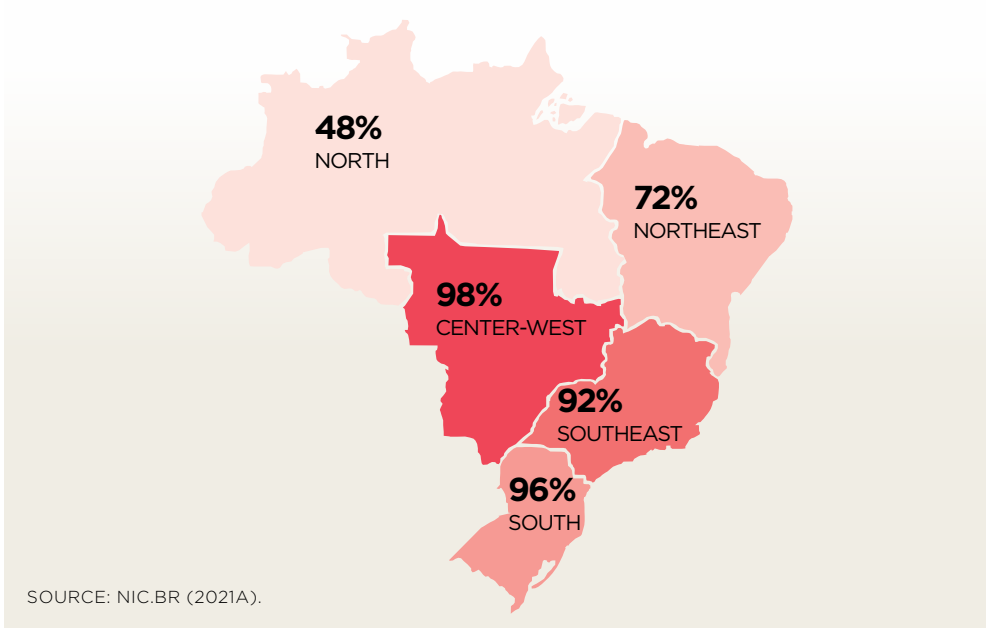 48%
NORTH
72%
NORTHEAST
98%
CENTER-WEST
92%
SOUTHEAST
96%
SOUTH
SOURCE: NIC.BR (2021A).